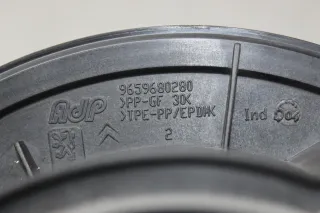 9659680280
ADP >PP-GF 30<
>TPE-PP/EPDM<
2
Ind